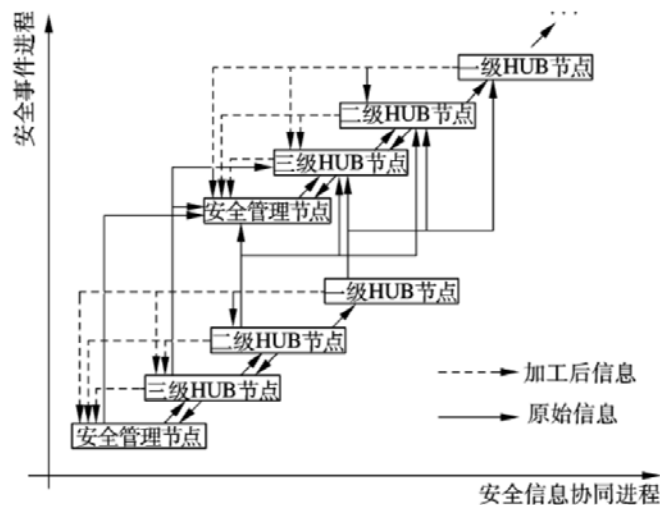 ...
安全事件进程
一级HUB节点
二级HUB节点
三级HUB节点
安全管理节点
一级HUB节点
二级HUB节点
三级HUB节点
安全管理节点
加工后信息
原始信息
安全信息协同进程